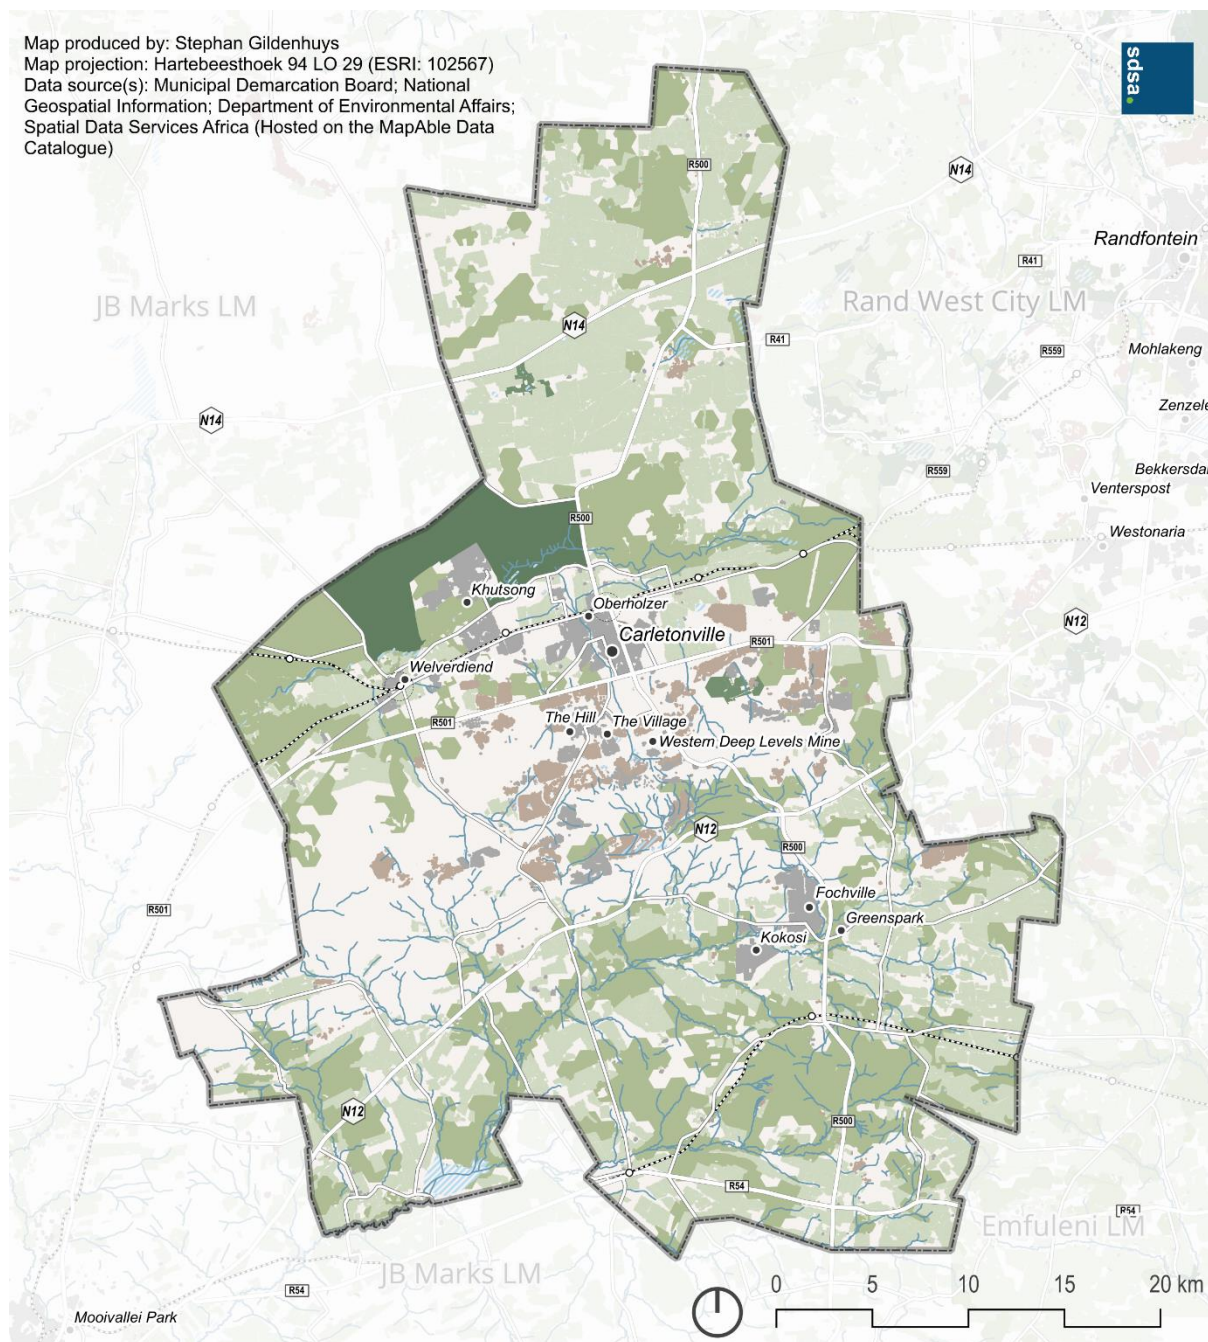 Map produced by: Stephan Gildenhuys
Map projection: Hartebeesthoek 94 LO 29 (ESRI: 102567)
Data source(s): Municipal Demarcation Board; National
Geospatial Information; Department of Environmental Affairs;
Spatial Data Services Africa (Hosted on the MapAble Data
Catalogue)
sdsa.
R500
N14
Randfontein
R41
JB Marks LM
Rand West City LM
N14
R41
R559
Mohlakeng
N14
Zenzele
R559
Bekkersdal
Venterspost
R500
Westonaria
Khutsong
Oberholzer
N12
Carletonville
R501
Welverdiend
The Hill
The Village
R501
Western Deep Levels Mine
N12
R500
Fochville
R501
Greenspark
Kokosi
N12
R500
R54
R54
Emfuleni LM
JB Marks LM
R54
Mooivallei Park
0 5 10 15 20 km